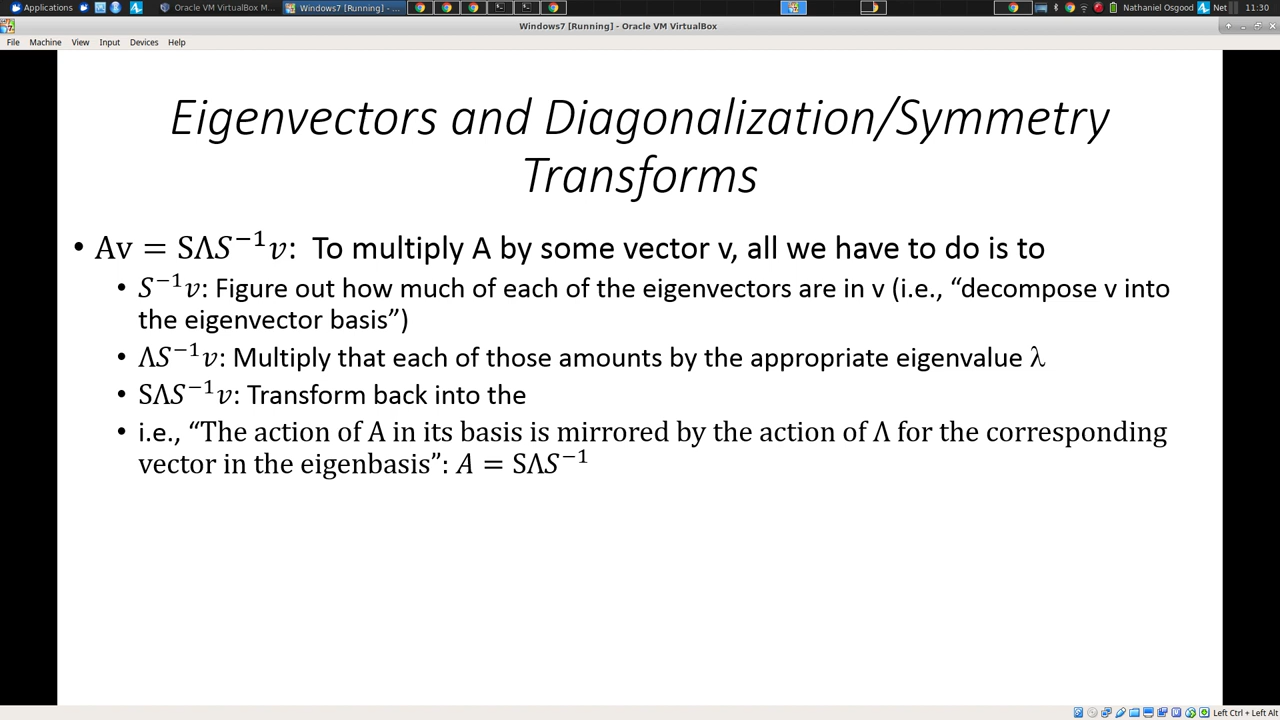 Applications
Oracle VM VirtualBox M...
Windows7 [Running] - ...
Nathaniel Osgood
Net
11:30
Windows7 [Running] - Oracle VM VirtualBox
File Machine View Input Devices Help
Eigenvectors and Diagonalization/Symmetry
Transforms
• Av = SΛS⁻¹v: To multiply A by some vector v, all we have to do is to
• S⁻¹v: Figure out how much of each of the eigenvectors are in v (i.e., “decompose v into
the eigenvector basis”)
• ΛS⁻¹v: Multiply that each of those amounts by the appropriate eigenvalue λ
• SΛS⁻¹v: Transform back into the
• i.e., “The action of A in its basis is mirrored by the action of Λ for the corresponding
vector in the eigenbasis”: A = SΛS⁻¹
Left Ctrl + Left Alt